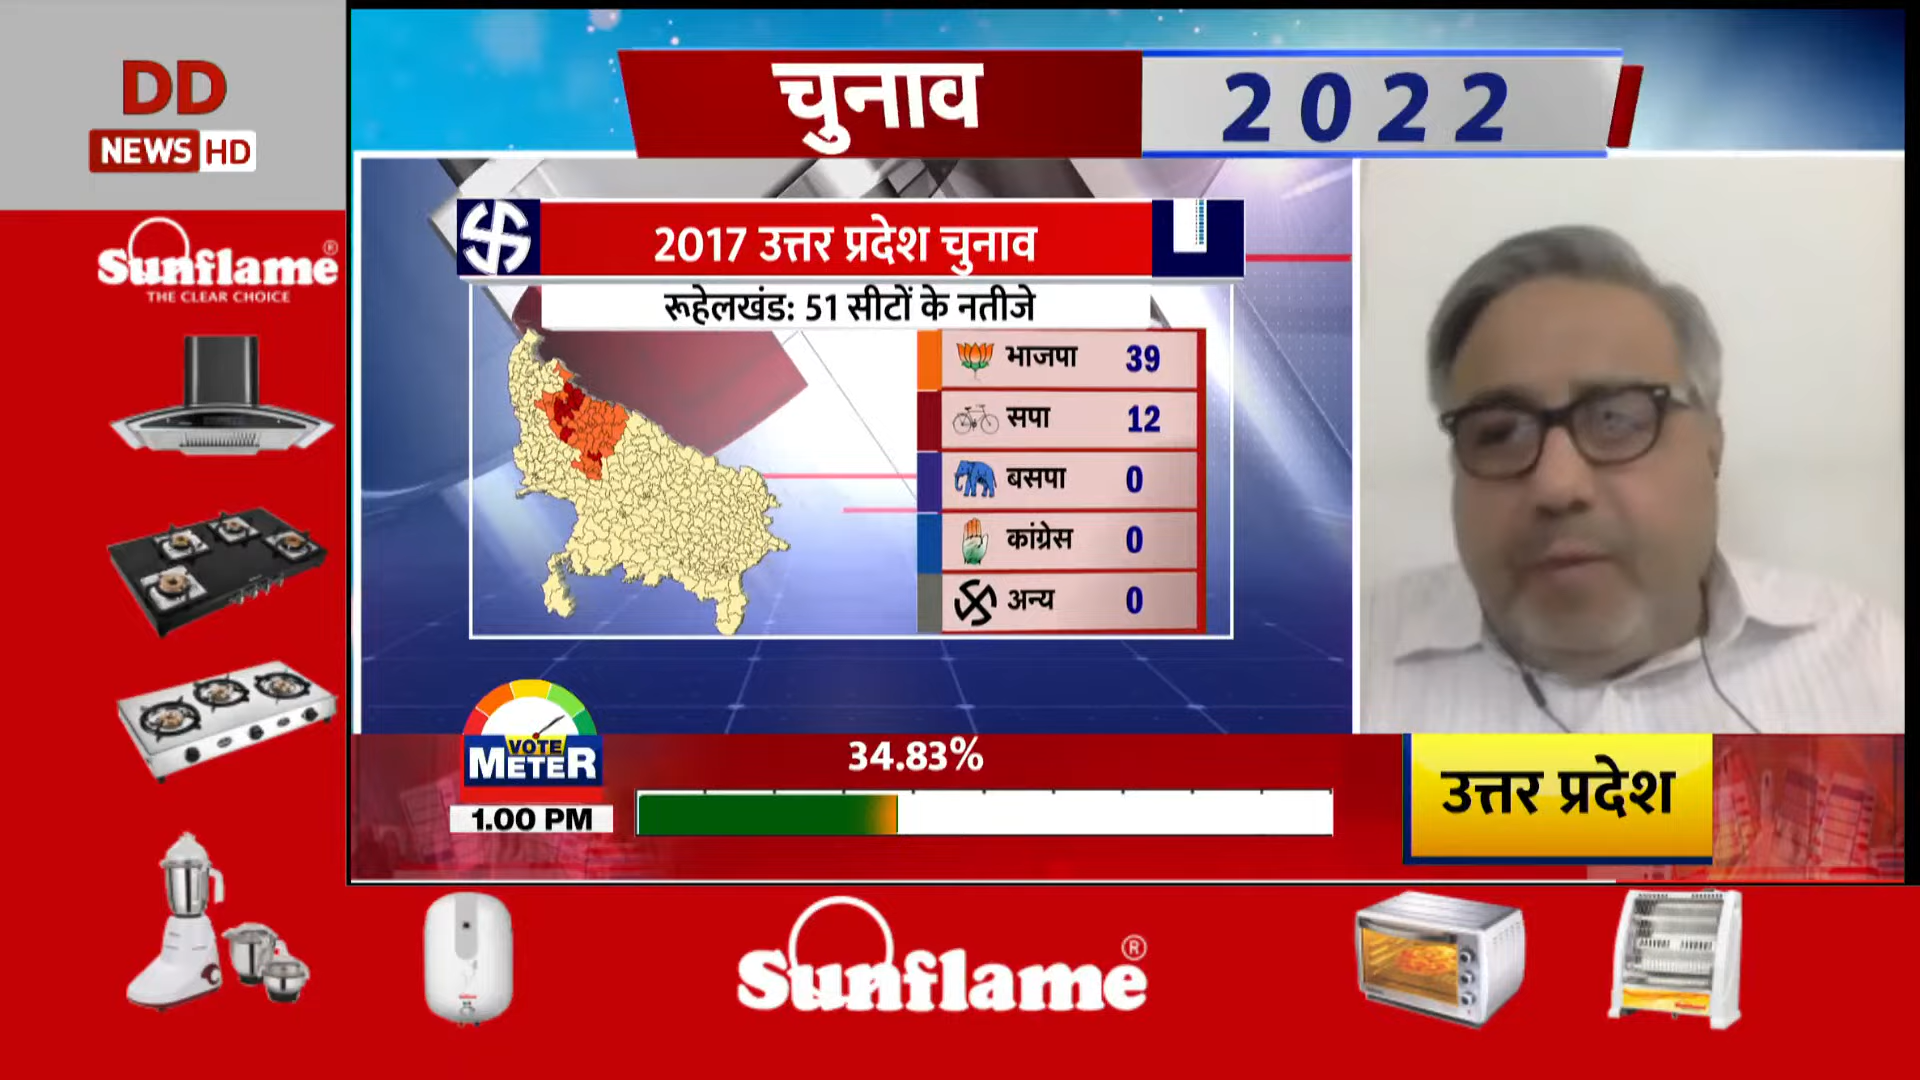 DD
NEWS HD
Sunflame®
THE CLEAR CHOICE
चुनाव
2022
2017 उत्तर प्रदेश चुनाव
रूहेलखंड: 51 सीटों के नतीजे
भाजपा 39
सपा 12
बसपा 0
कांग्रेस 0
अन्य 0
VOTE
METER
34.83%
1.00 PM
उत्तर प्रदेश
Sunflame®